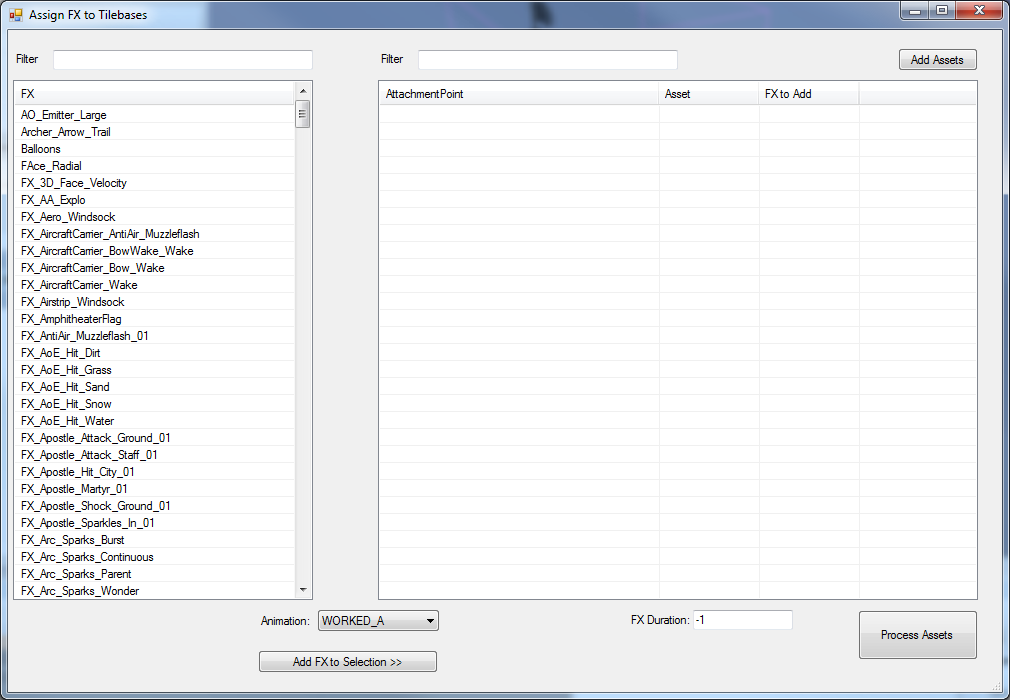 Assign FX to Tilebases
Filter
Filter
Add Assets
FX
AO_Emitter_Large
Archer_Arrow_Trail
Balloons
FAce_Radial
FX_3D_Face_Velocity
FX_AA_Explo
FX_Aero_Windsock
FX_AircraftCarrier_AntiAir_Muzzleflash
FX_AircraftCarrier_BowWake_Wake
FX_AircraftCarrier_Bow_Wake
FX_AircraftCarrier_Wake
FX_Airstrip_Windsock
FX_AmphitheaterFlag
FX_AntiAir_Muzzleflash_01
FX_AoE_Hit_Dirt
FX_AoE_Hit_Grass
FX_AoE_Hit_Sand
FX_AoE_Hit_Snow
FX_AoE_Hit_Water
FX_Apostle_Attack_Ground_01
FX_Apostle_Attack_Staff_01
FX_Apostle_Hit_City_01
FX_Apostle_Martyr_01
FX_Apostle_Shock_Ground_01
FX_Apostle_Sparkles_In_01
FX_Arc_Sparks_Burst
FX_Arc_Sparks_Continuous
FX_Arc_Sparks_Parent
FX_Arc_Sparks_Wonder
AttachmentPoint Asset FX to Add
Animation: WORKED_A
FX Duration: -1
Add FX to Selection >>
Process Assets